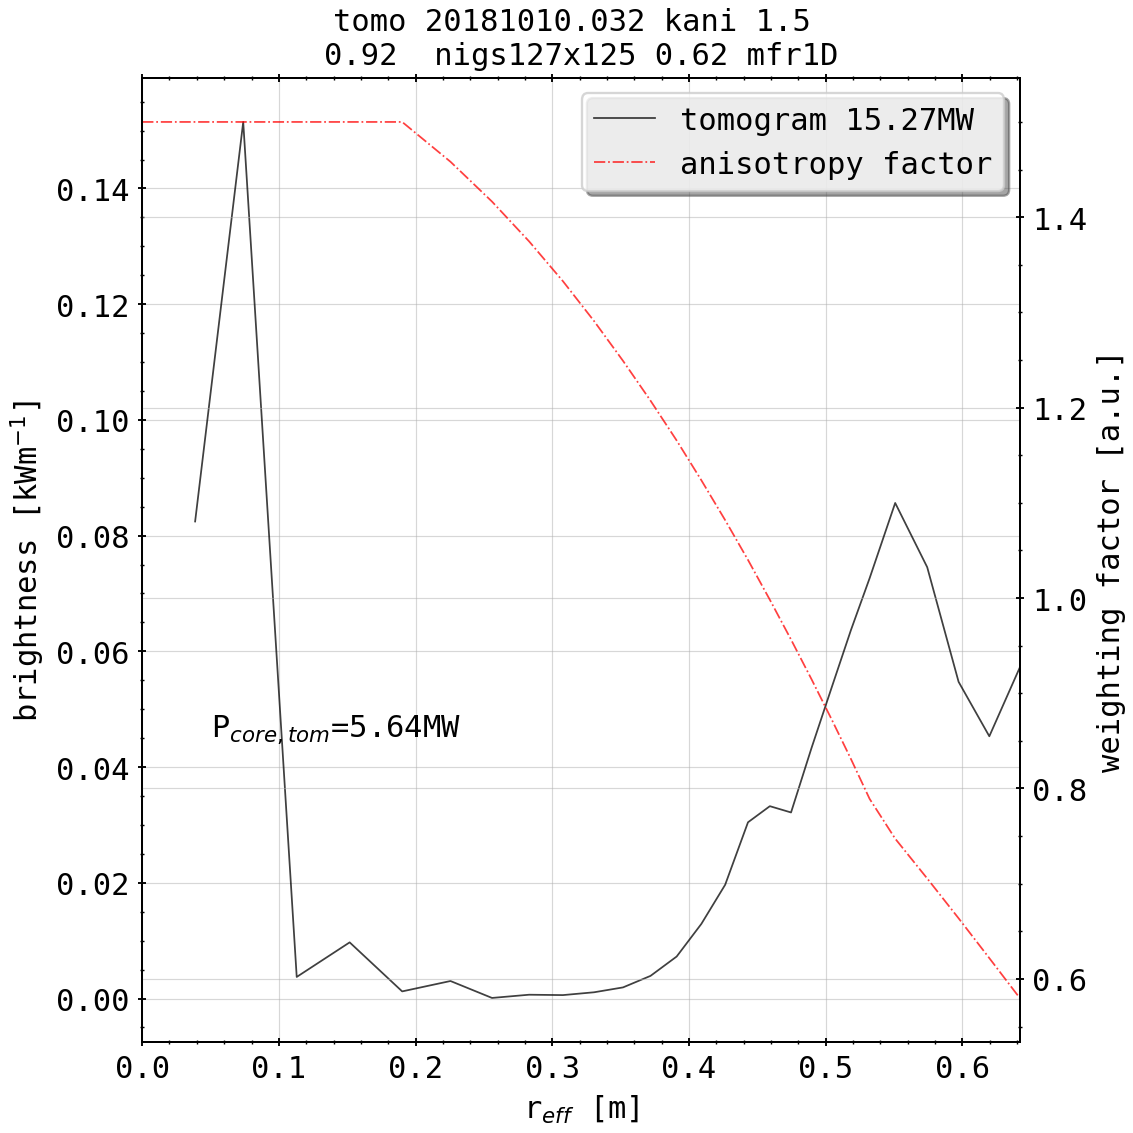 tomo 20181010.032 kani 1.5
0.92  nigs127x125 0.62 mfr1D
tomogram 15.27MW
anisotropy factor
0.14
0.12
0.10
0.08
0.06
0.04
0.02
0.00
brightness [kWm⁻¹]
P_core,tom=5.64MW
1.4
1.2
1.0
0.8
0.6
weighting factor [a.u.]
0.0 0.1 0.2 0.3 0.4 0.5 0.6
r_eff [m]